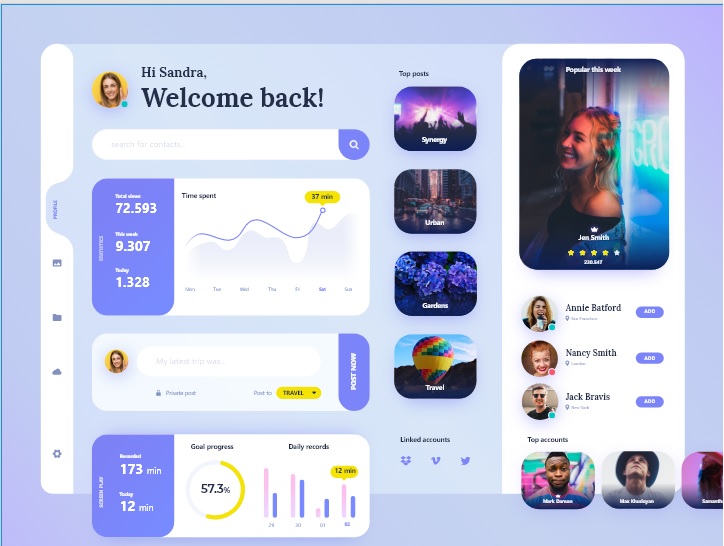 Hi Sandra,
Welcome back!
search for contacts..
PROFILE
STATISTICS
Total views
72.593
This week
9.307
Today
1.328
Time spent
37 min
Mon Tue Wed Thu Fri Sat Sun
My latest trip was..
Private post
Post to
TRAVEL
POST NOW
SCREEN PLAY
Recorded
173 min
Today
12 min
Goal progress
57.3%
Daily records
12 min
29 30 01 02
Top posts
Synergy
Urban
Gardens
Travel
Linked accounts
Popular this week
Jen Smith
230.547
Annie Batford
San Francisco
ADD
Nancy Smith
London
ADD
Jack Bravis
New York
ADD
Top accounts
Mark Daman
Max Khudoyan
Samanth